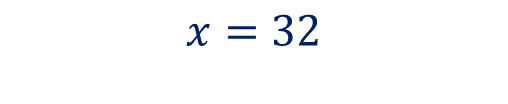 x = 32